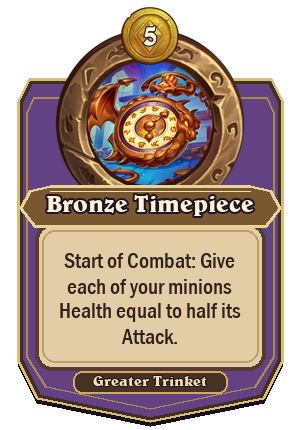 5
Bronze Timepiece
Start of Combat: Give
each of your minions
Health equal to half its
Attack.
Greater Trinket